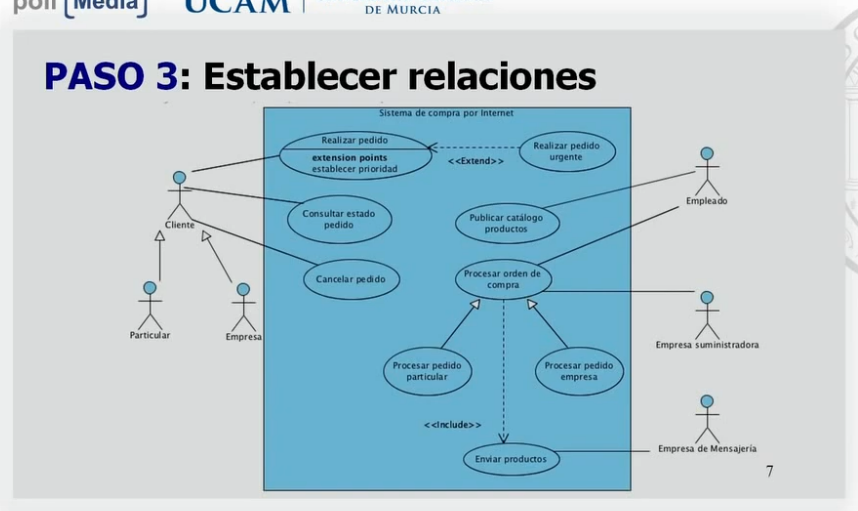 poli [Media]
UCAM
DE MURCIA
PASO 3: Establecer relaciones
Sistema de compra por Internet
Realizar pedido
extension points
establecer prioridad
<<Extend>>
Realizar pedido
urgente
Cliente
Consultar estado
pedido
Publicar catálogo
productos
Empleado
Cancelar pedido
Procesar orden de
compra
Particular
Empresa
Empresa suministradora
Procesar pedido
particular
Procesar pedido
empresa
<<Include>>
Enviar productos
Empresa de Mensajería
7